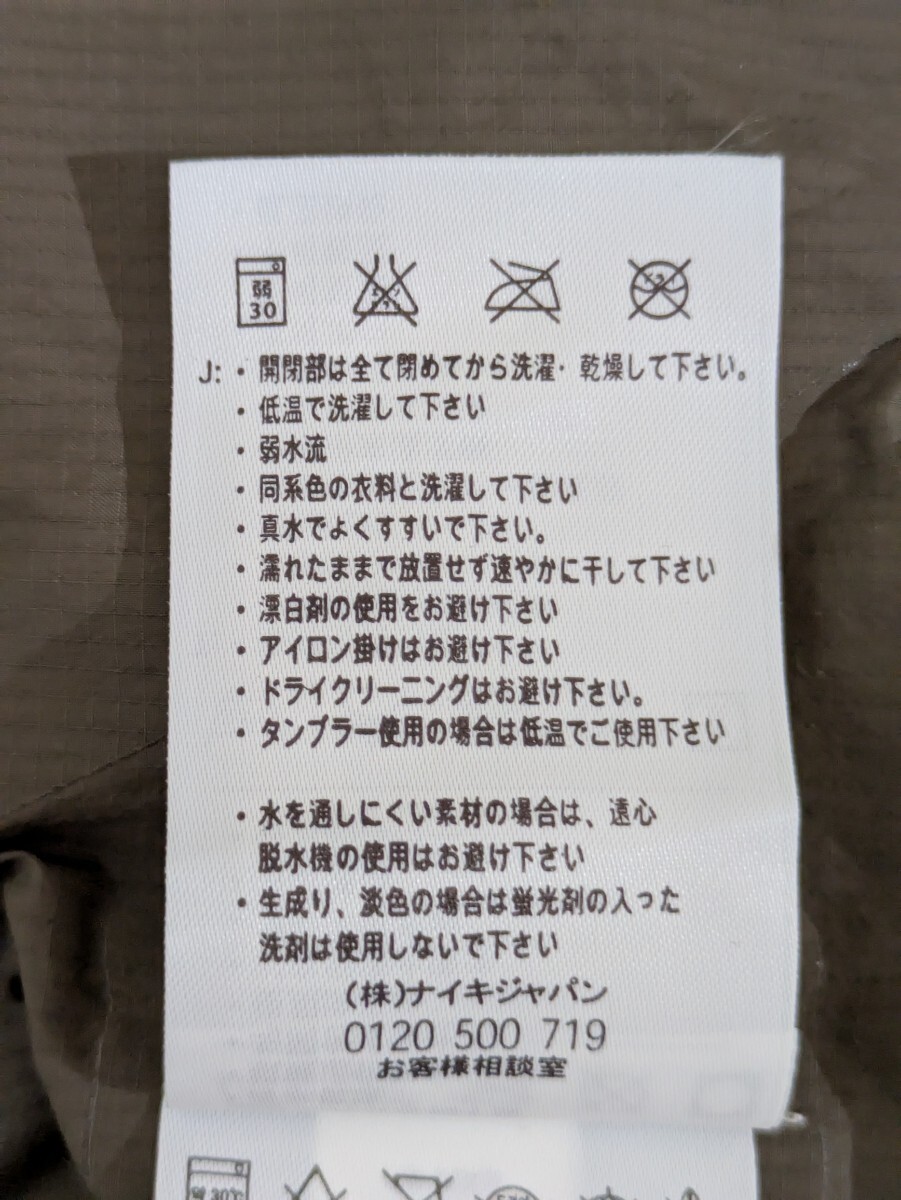 弱
30
エンソ
サラシ
ドライ
J: ・開閉部は全て閉めてから洗濯・乾燥して下さい。
・低温で洗濯して下さい
・弱水流
・同系色の衣料と洗濯して下さい
・真水でよくすすいで下さい。
・濡れたままで放置せず速やかに干して下さい
・漂白剤の使用をお避け下さい
・アイロン掛けはお避け下さい
・ドライクリーニングはお避け下さい。
・タンブラー使用の場合は低温でご使用下さい
・水を通しにくい素材の場合は、遠心
脱水機の使用はお避け下さい
・生成り、淡色の場合は蛍光剤の入った
洗剤は使用しないで下さい
(株)ナイキジャパン
0120 500 719
お客様相談室
30℃